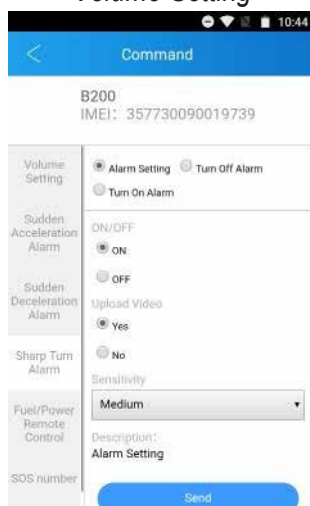 Volume Setting
10:44
Command
B200
IMEI: 357730090019739
Volume
Setting
Sudden
Acceleration
Alarm
Sudden
Deceleration
Alarm
Sharp Turn
Alarm
Fuel/Power
Remote
Control
SOS number
Alarm Setting
Turn Off Alarm
Turn On Alarm
ON/OFF
ON
OFF
Upload Video
Yes
No
Sensitivity
Medium
Description:
Alarm Setting
Send